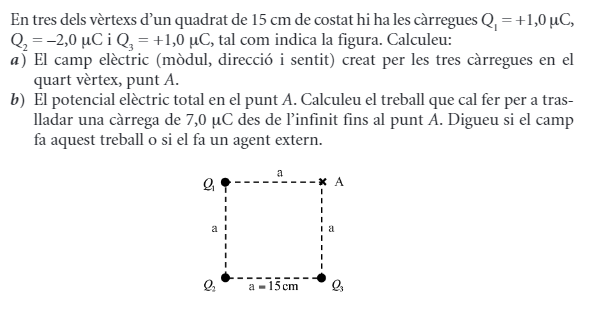 En tres dels vèrtexs d'un quadrat de 15 cm de costat hi ha les càrregues Q₁ = +1,0 µC,
Q₂ = –2,0 µC i Q₃ = +1,0 µC, tal com indica la figura. Calculeu:
a) El camp elèctric (mòdul, direcció i sentit) creat per les tres càrregues en el
quart vèrtex, punt A.
b) El potencial elèctric total en el punt A. Calculeu el treball que cal fer per a tras-
lladar una càrrega de 7,0 µC des de l'infinit fins al punt A. Digueu si el camp
fa aquest treball o si el fa un agent extern.
a
Q₁ A
a a
Q₂ a = 15 cm Q₃